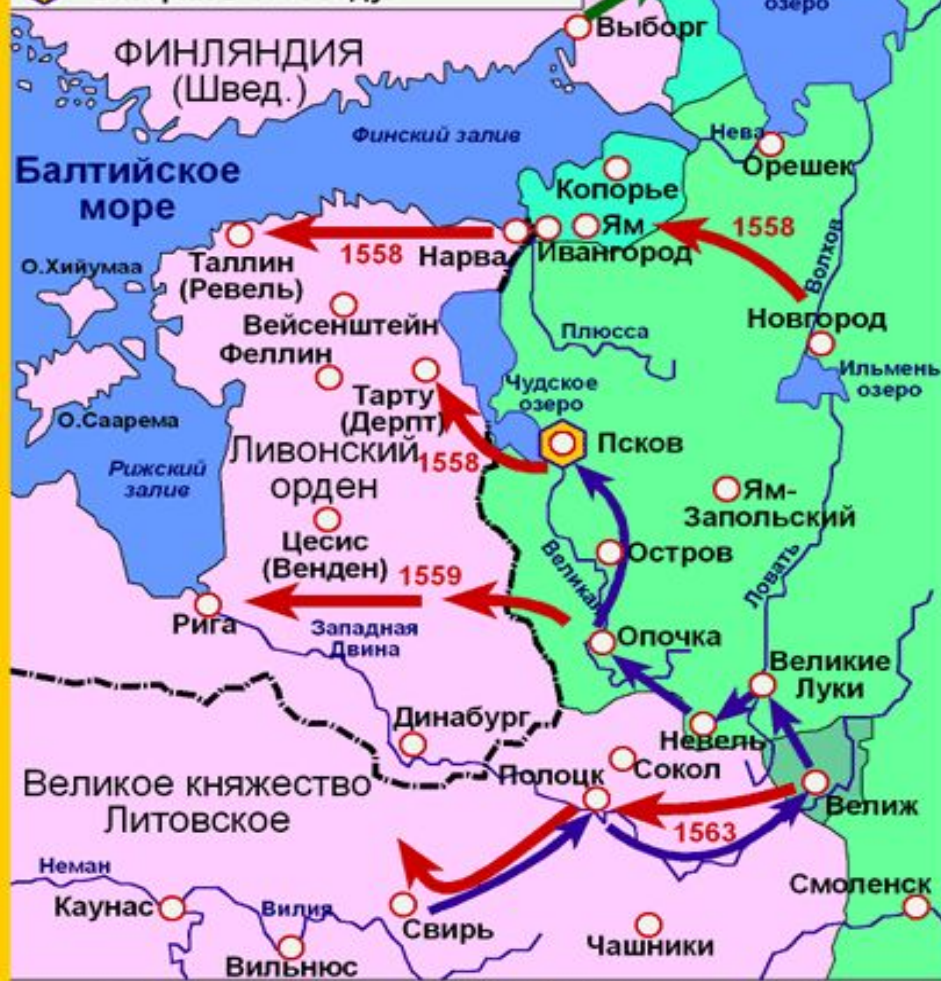 озеро
Выборг
ФИНЛЯНДИЯ
(Швед.)
Финский залив
Нева
Орешек
Балтийское
море
Копорье
Ям
1558
Волхов
1558
Нарва
Ивангород
О.Хийумаа
Таллин
(Ревель)
Вейсенштейн
Плюсса
Новгород
Феллин
Чудское
озеро
Ильмень
озеро
Тарту
(Дерпт)
О.Саарема
Ливонский
орден
1558
Псков
Рижский
залив
Ям-
Запольский
Цесис
(Венден)
Остров
Великая
Ловать
1559
Рига
Западная
Двина
Опочка
Великие
Луки
Динабург
Невель
Сокол
Полоцк
Великое княжество
Литовское
Велиж
1563
Неман
Смоленск
Каунас
Вилия
Свирь
Чашники
Вильнюс